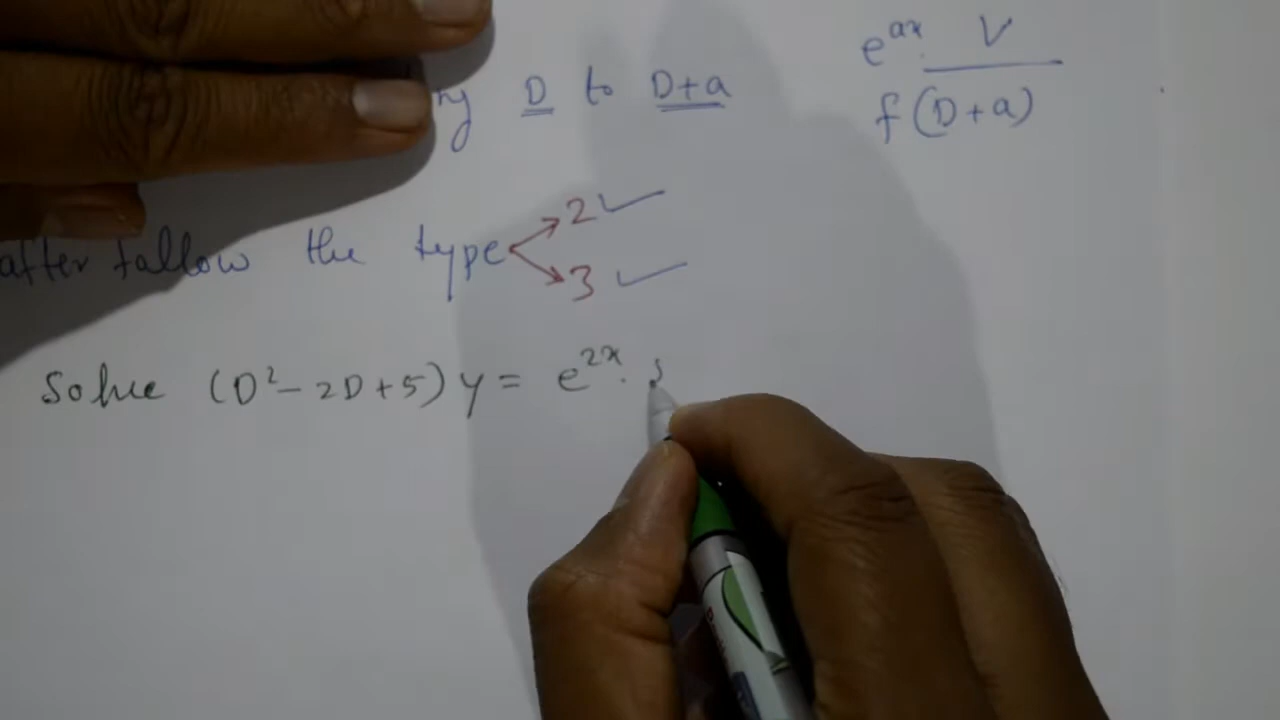 D to D+a
e^{ax} . V
f(D+a)
after fallow the type → 2 ✓
→ 3 ✓
Solve (D² - 2D + 5) y = e^{2x} . s